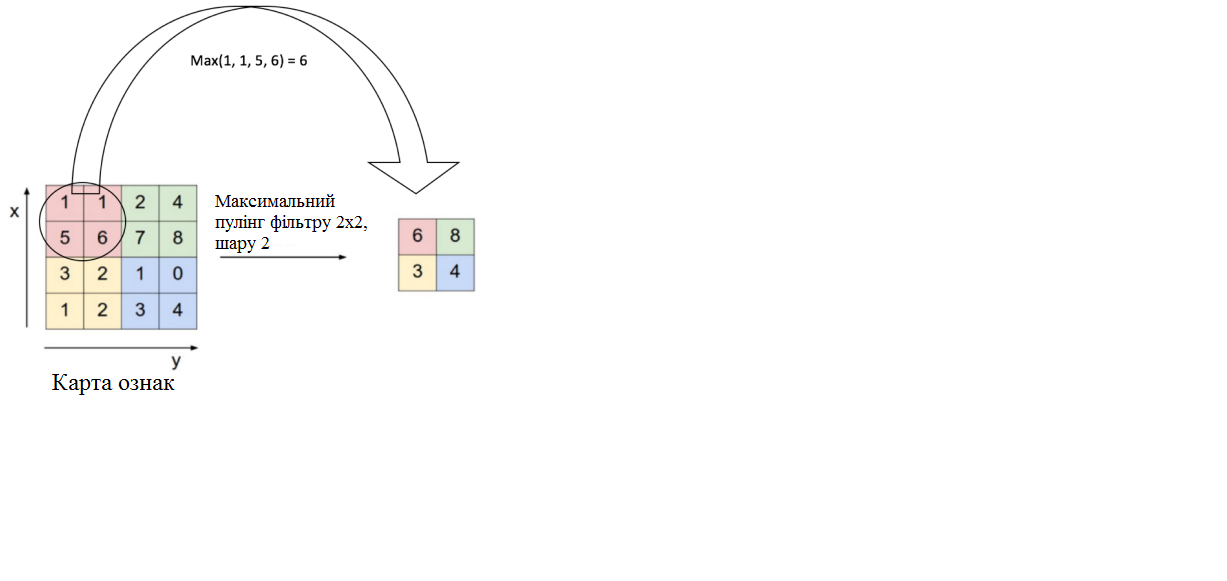 Max(1, 1, 5, 6) = 6
x
1 1 2 4
5 6 7 8
3 2 1 0
1 2 3 4
y
Карта ознак
Максимальний
пулінг фільтру 2x2,
шару 2
6 8
3 4